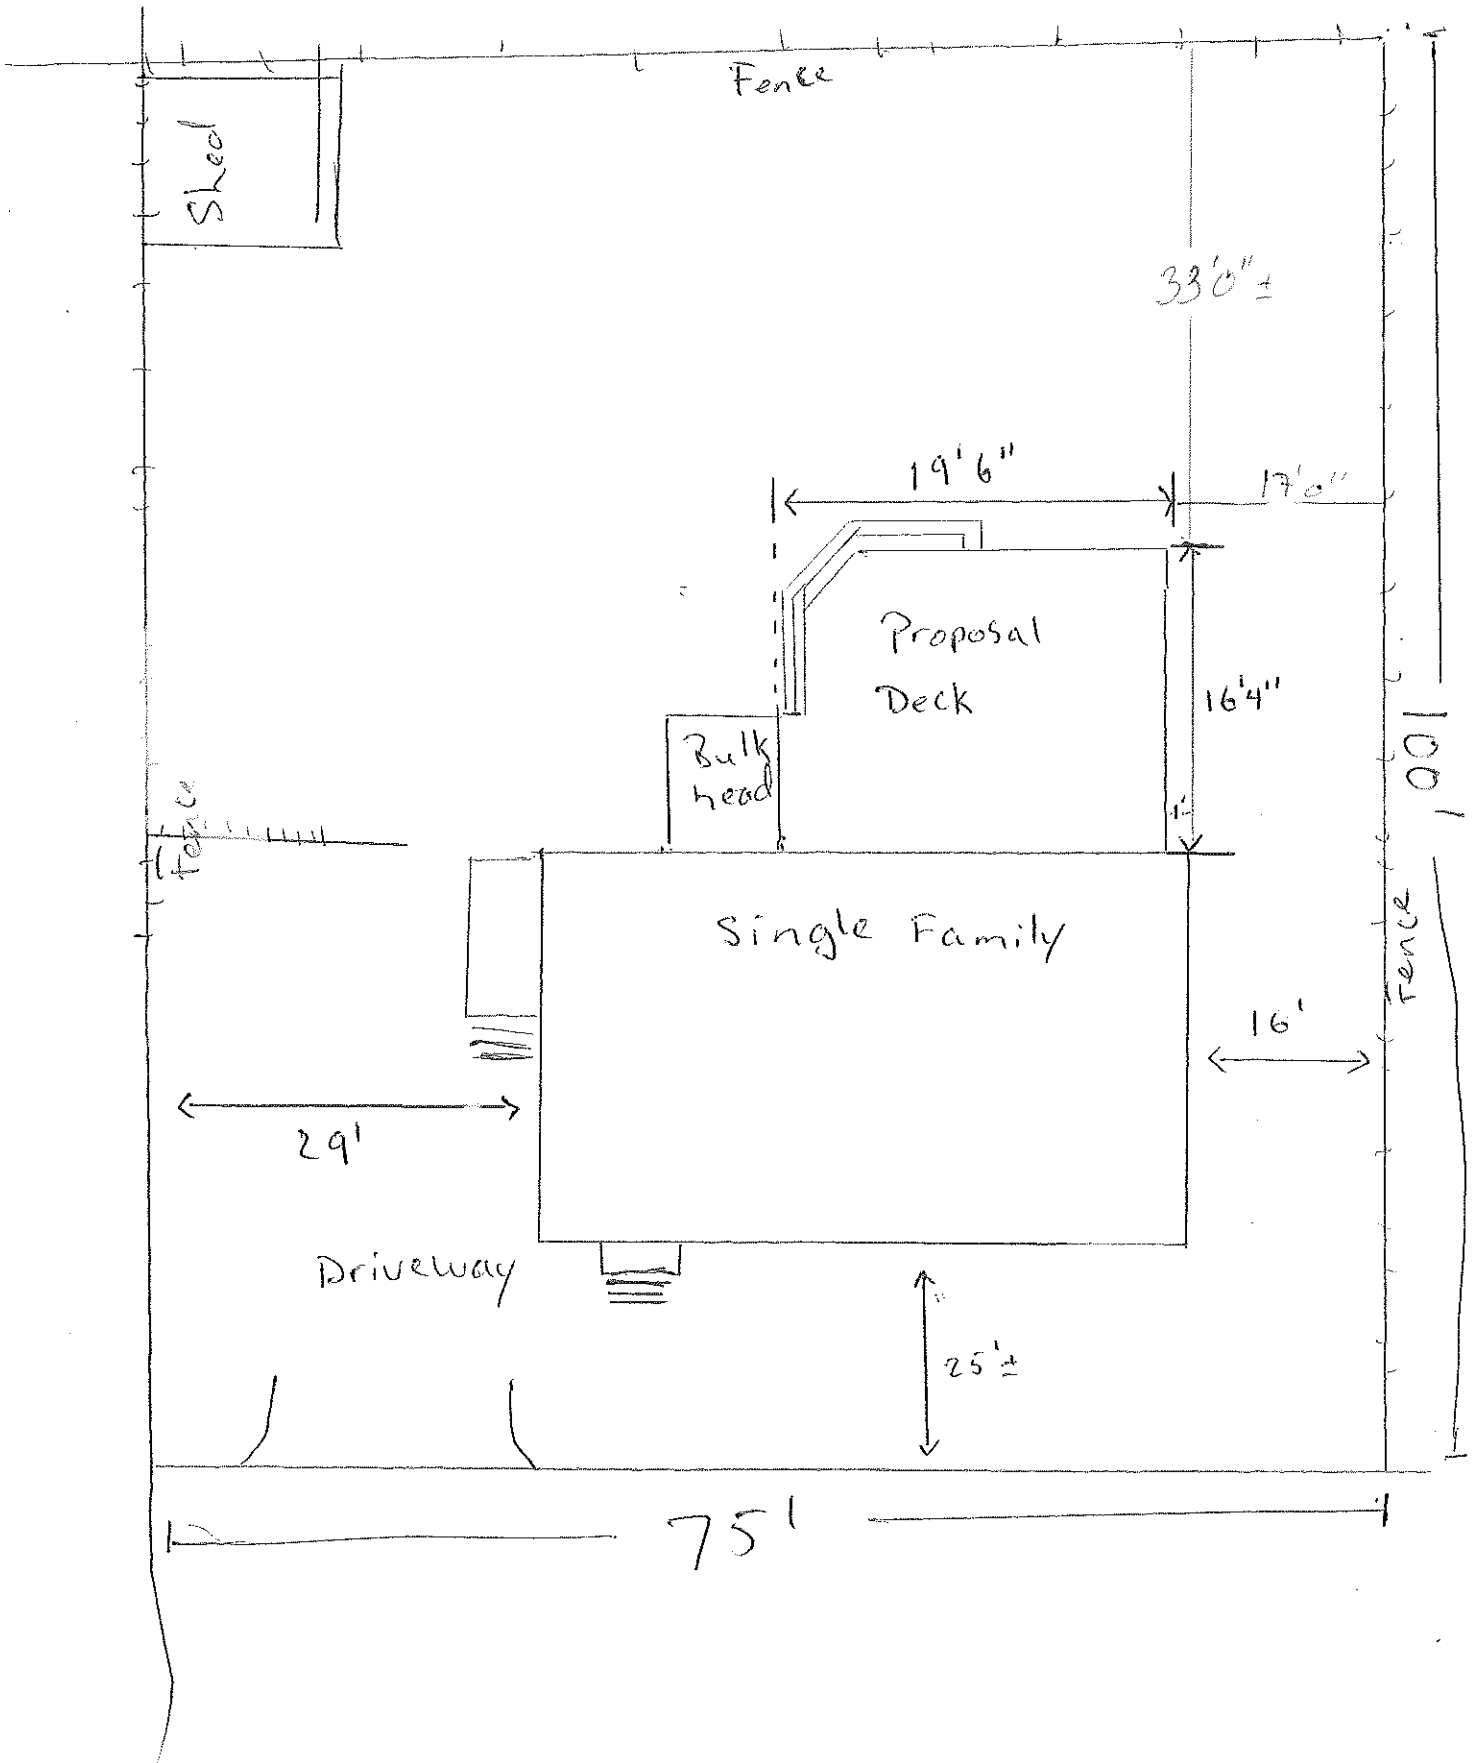 Fence
Shed
33'0"±
19'6"
17'0"
Proposal
Deck
16'4"
Bulk
head
1'
100'
Fence
Single Family
Fence
16'
29'
Driveway
25'±
75'